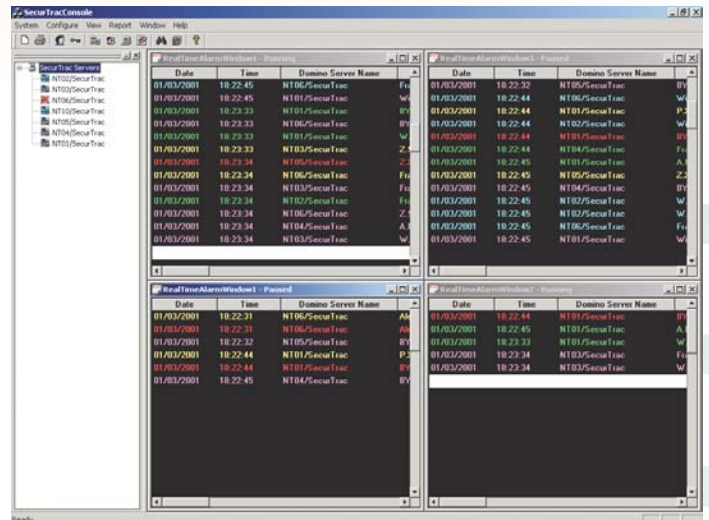 SecurTracConsole
System Configure View Report Window Help
SecurTrac Servers
NT02/SecurTrac
NT03/SecurTrac
NT06/SecurTrac
NT10/SecurTrac
NT05/SecurTrac
NT04/SecurTrac
NT01/SecurTrac
RealTimeAlarmWindow4 - Running
Date Time Domino Server Name
01/03/2001 18:22:45 NT06/SecurTrac
01/03/2001 18:22:45 NT01/SecurTrac
01/03/2001 18:23:33 NT01/SecurTrac
01/03/2001 18:23:33 NT06/SecurTrac
01/03/2001 18:23:33 NT01/SecurTrac
01/03/2001 18:23:33 NT03/SecurTrac
01/03/2001 18:23:34 NT05/SecurTrac
01/03/2001 18:23:34 NT06/SecurTrac
01/03/2001 18:23:34 NT03/SecurTrac
01/03/2001 18:23:34 NT02/SecurTrac
01/03/2001 18:23:34 NT06/SecurTrac
01/03/2001 18:23:34 NT04/SecurTrac
01/03/2001 18:23:34 NT03/SecurTrac
RealTimeAlarmWindow3 - Paused
Date Time Domino Server Name
01/03/2001 18:22:32 NT05/SecurTrac
01/03/2001 18:22:44 NT06/SecurTrac
01/03/2001 18:22:44 NT01/SecurTrac
01/03/2001 18:22:44 NT02/SecurTrac
01/03/2001 18:22:44 NT01/SecurTrac
01/03/2001 18:22:44 NT04/SecurTrac
01/03/2001 18:22:45 NT01/SecurTrac
01/03/2001 18:22:45 NT05/SecurTrac
01/03/2001 18:22:45 NT04/SecurTrac
01/03/2001 18:22:45 NT02/SecurTrac
01/03/2001 18:22:45 NT02/SecurTrac
01/03/2001 18:22:45 NT06/SecurTrac
01/03/2001 18:22:45 NT01/SecurTrac
RealTimeAlarmWindow1 - Paused
Date Time Domino Server Name
01/03/2001 18:22:31 NT06/SecurTrac
01/03/2001 18:22:31 NT06/SecurTrac
01/03/2001 18:22:32 NT05/SecurTrac
01/03/2001 18:22:44 NT01/SecurTrac
01/03/2001 18:22:44 NT01/SecurTrac
01/03/2001 18:22:45 NT04/SecurTrac
RealTimeAlarmWindow2 - Running
Date Time Domino Server Name
01/03/2001 18:22:44 NT01/SecurTrac
01/03/2001 18:22:45 NT01/SecurTrac
01/03/2001 18:23:33 NT01/SecurTrac
01/03/2001 18:23:34 NT03/SecurTrac
01/03/2001 18:23:34 NT03/SecurTrac
Ready